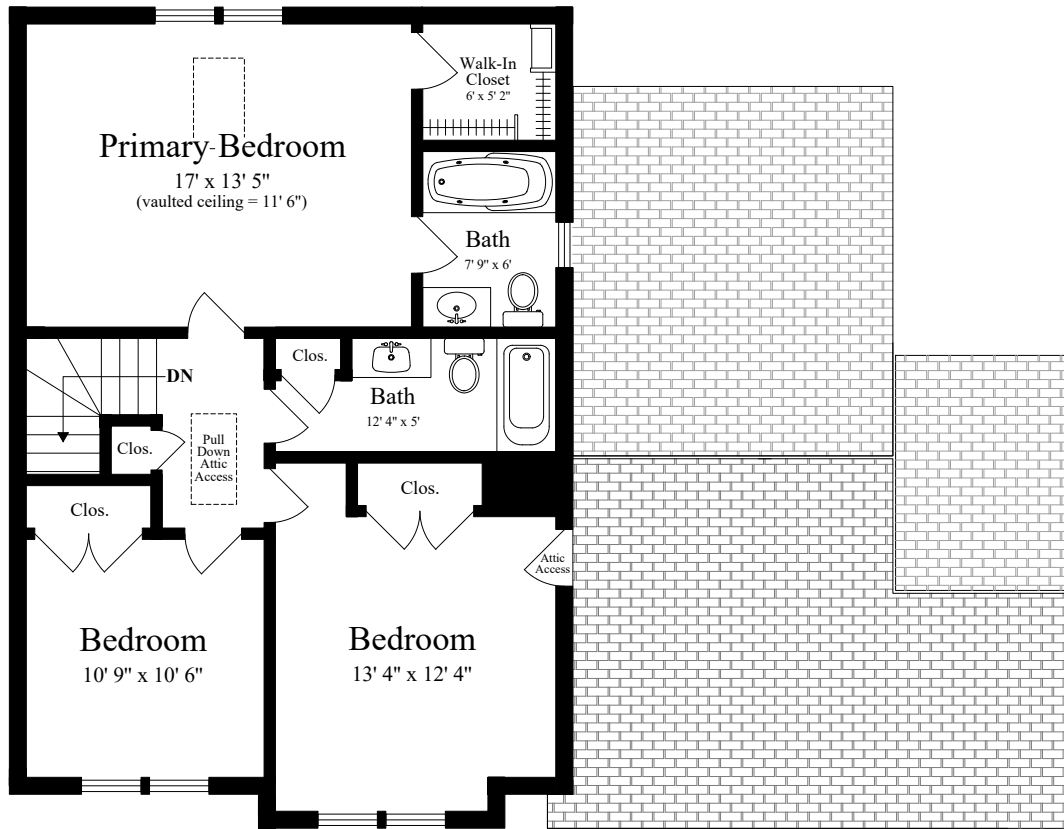 Walk-In
Closet
6' x 5' 2"
Primary Bedroom
17' x 13' 5"
(vaulted ceiling = 11' 6")
Bath
7' 9" x 6'
Clos.
DN
Bath
12' 4" x 5'
Clos.
Pull
Down
Attic
Access
Clos.
Clos.
Attic
Access
Bedroom
10' 9" x 10' 6"
Bedroom
13' 4" x 12' 4"